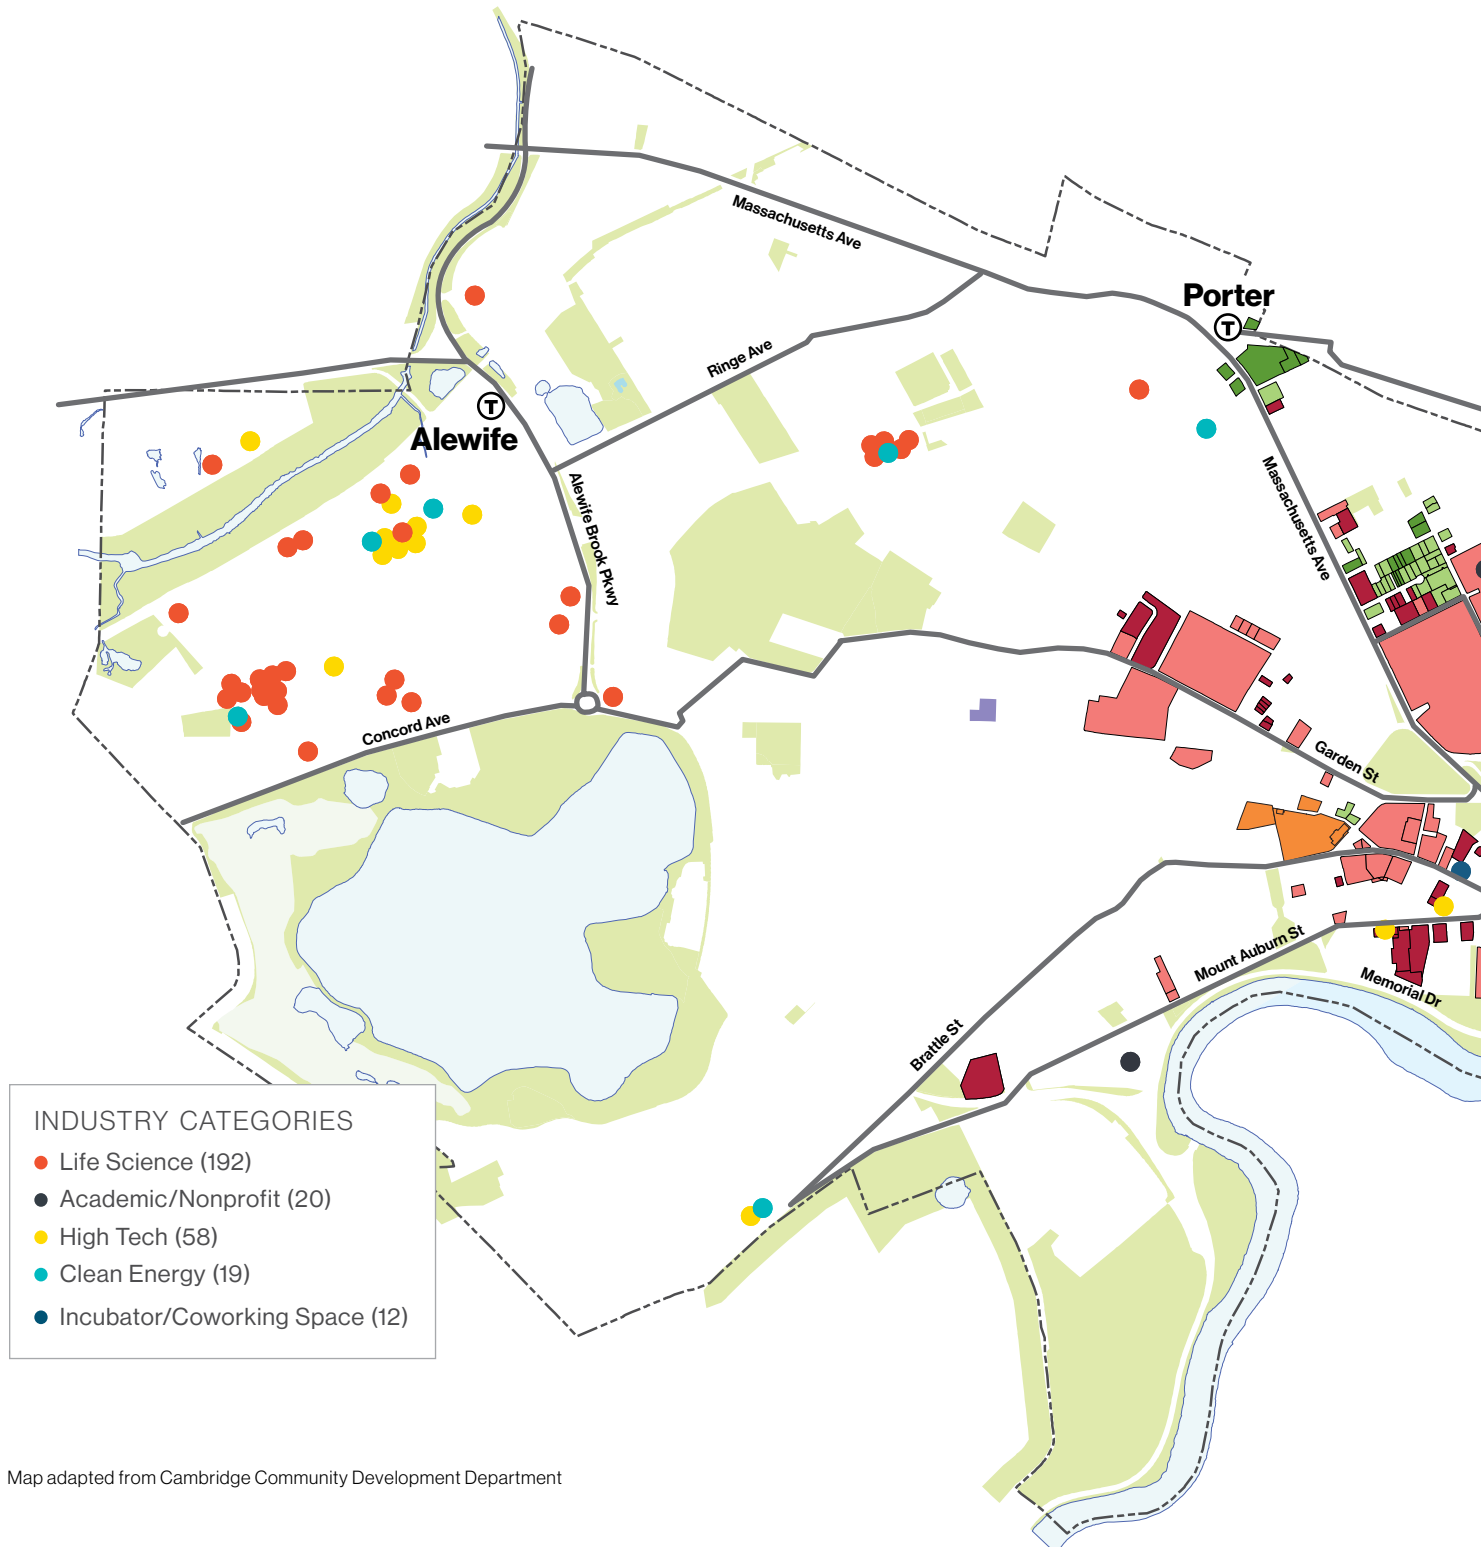 Massachusetts Ave
Porter
T
Ringe Ave
T
Alewife
Massachusetts Ave
Alewife Brook Pkwy
Concord Ave
Garden St
Mount Auburn St
Memorial Dr
Brattle St
INDUSTRY CATEGORIES
Life Science (192)
Academic/Nonprofit (20)
High Tech (58)
Clean Energy (19)
Incubator/Coworking Space (12)
Map adapted from Cambridge Community Development Department